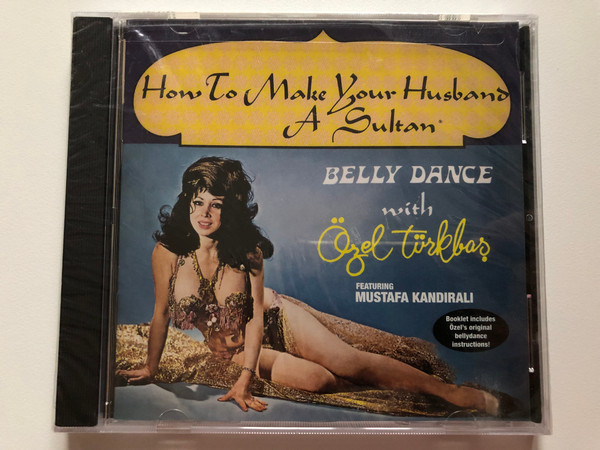 How To Make Your Husband
A Sultan
BELLY DANCE
with
Özel Türkbaş
FEATURING
MUSTAFA KANDIRALI
Booklet includes
Özel's original
bellydance
instructions!